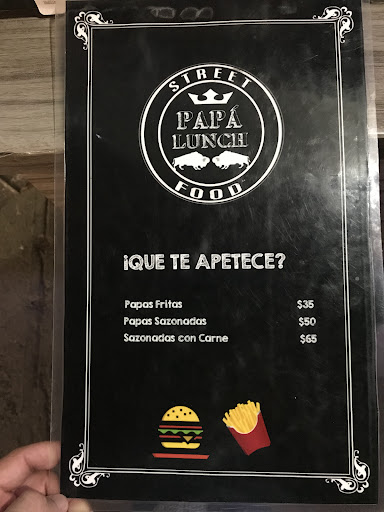 STREET
PAPÁ
LUNCH
FOOD
¡QUE TE APETECE?
Papas Fritas $35
Papas Sazonadas $50
Sazonadas con Carne $65